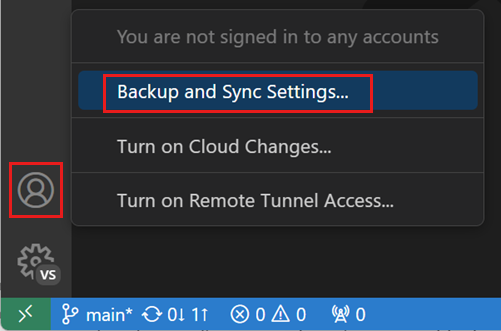 You are not signed in to any accounts
Backup and Sync Settings...
Turn on Cloud Changes...
Turn on Remote Tunnel Access...
VS
main* 0↓ 1↑ 0 0 0